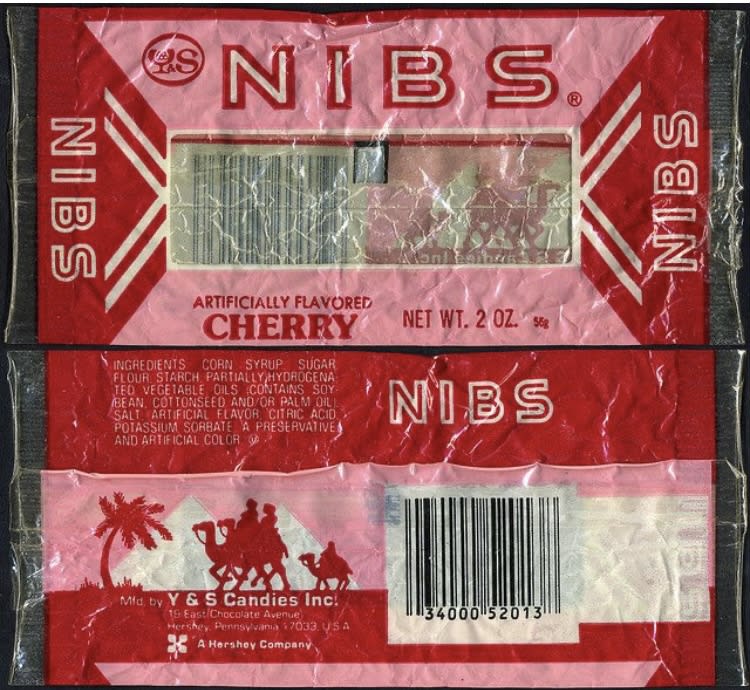 Y&S
NIBS®
NIBS
NIBS
ARTIFICIALLY FLAVORED
CHERRY
NET WT. 2 OZ. 56g
INGREDIENTS CORN SYRUP SUGAR
FLOUR STARCH PARTIALLY HYDROGENA
TED VEGETABLE OILS CONTAINS SOY
BEAN, COTTONSEED AND/OR PALM OIL
SALT ARTIFICIAL FLAVOR CITRIC ACID
POTASSIUM SORBATE A PRESERVATIVE
AND ARTIFICIAL COLOR
NIBS
Mfd. by Y & S Candies Inc.
19 East Chocolate Avenue
Hershey, Pennsylvania 17033, U.S.A.
A Hershey Company
34000 52013